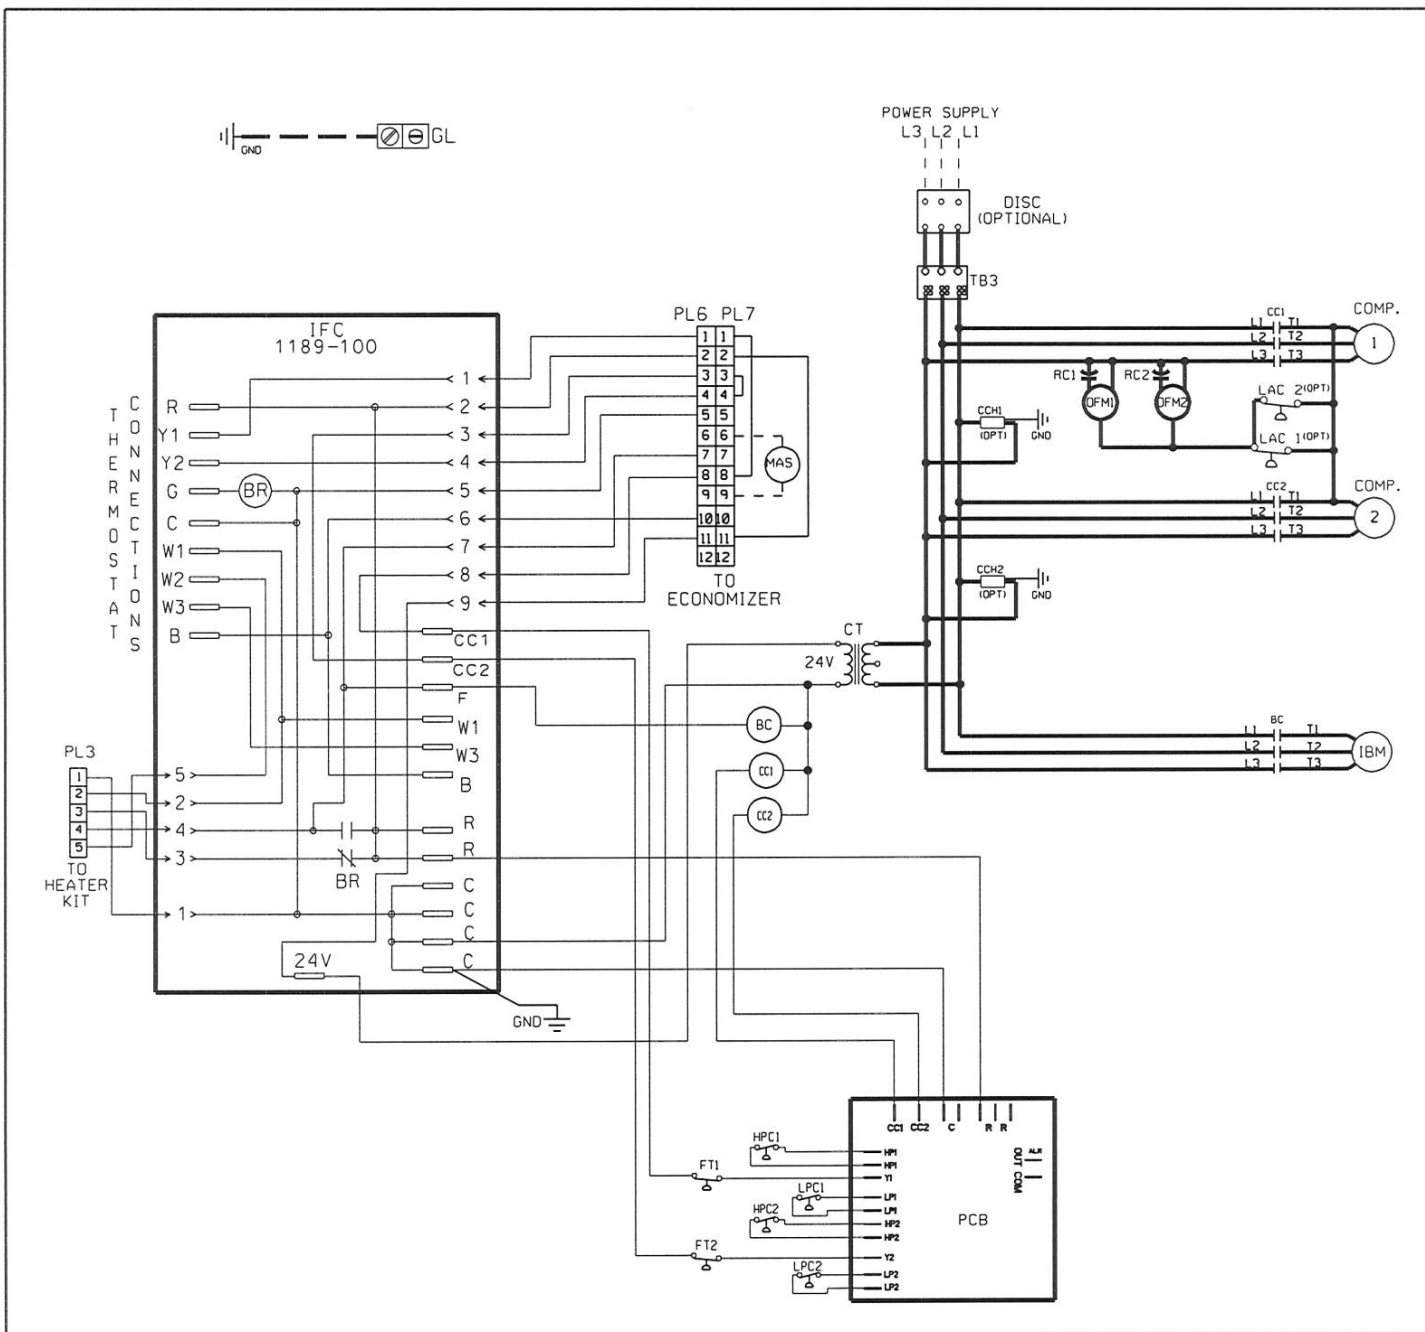 GND
GL
POWER SUPPLY
L3 L2 L1
DISC
(OPTIONAL)
TB3
IFC
1189-100
THERMOSTAT
CONNECTIONS
R
Y1
Y2
G
BR
C
W1
W2
W3
B
1
2
3
4
5
6
7
8
9
CC1
CC2
F
W1
W3
B
R
R
C
C
C
C
5
2
4
3
1
BR
24V
GND
PL3
1
2
3
4
5
TO
HEATER
KIT
PL6 PL7
1 1
2 2
3 3
4 4
5 5
6 6
7 7
8 8
9 9
10 10
11 11
12 12
TO
ECONOMIZER
MAS
L1 CC1 T1
L2 T2
L3 T3
COMP.
1
RC1
OFM1
RC2
OFM2
LAC 2 (OPT)
LAC 1 (OPT)
CCH1
(OPT)
GND
L1 CC2 T1
L2 T2
L3 T3
COMP.
2
CCH2
(OPT)
GND
CT
24V
BC
CC1
CC2
L1 BC T1
L2 T2
L3 T3
IBM
CC1 CC2 C R R
ALR
OUT COM
HPC1
HP1
HP1
FT1
Y1
LPC1
LP1
LP1
HPC2
HP2
HP2
FT2
Y2
LPC2
LP2
LP2
PCB